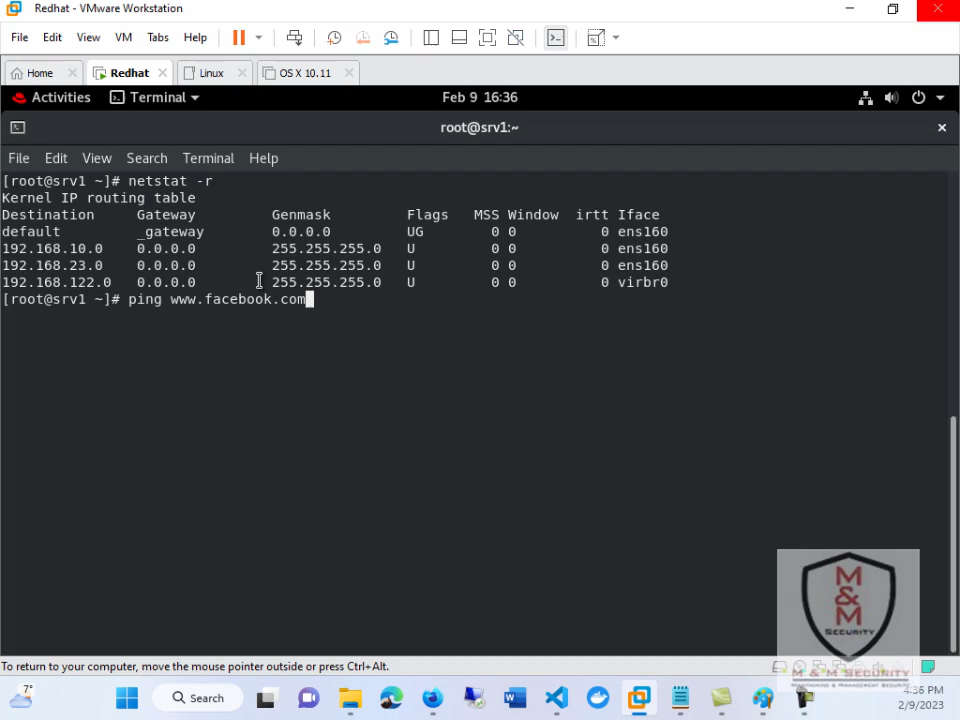 Redhat - VMware Workstation
File Edit View VM Tabs Help
Home Redhat Linux OS X 10.11
Activities Terminal Feb 9 16:36
root@srv1:~
File Edit View Search Terminal Help
[root@srv1 ~]# netstat -r
Kernel IP routing table
Destination Gateway Genmask Flags MSS Window irtt Iface
default _gateway 0.0.0.0 UG 0 0 0 ens160
192.168.10.0 0.0.0.0 255.255.255.0 U 0 0 0 ens160
192.168.23.0 0.0.0.0 255.255.255.0 U 0 0 0 ens160
192.168.122.0 0.0.0.0 255.255.255.0 U 0 0 0 virbr0
[root@srv1 ~]# ping www.facebook.com
M
&
M
SECURITY
To return to your computer, move the mouse pointer outside or press Ctrl+Alt.
M & M SECURITY
MONITORING & MANAGEMENT SECURITY
7°
Search
4:36 PM
2/9/2023